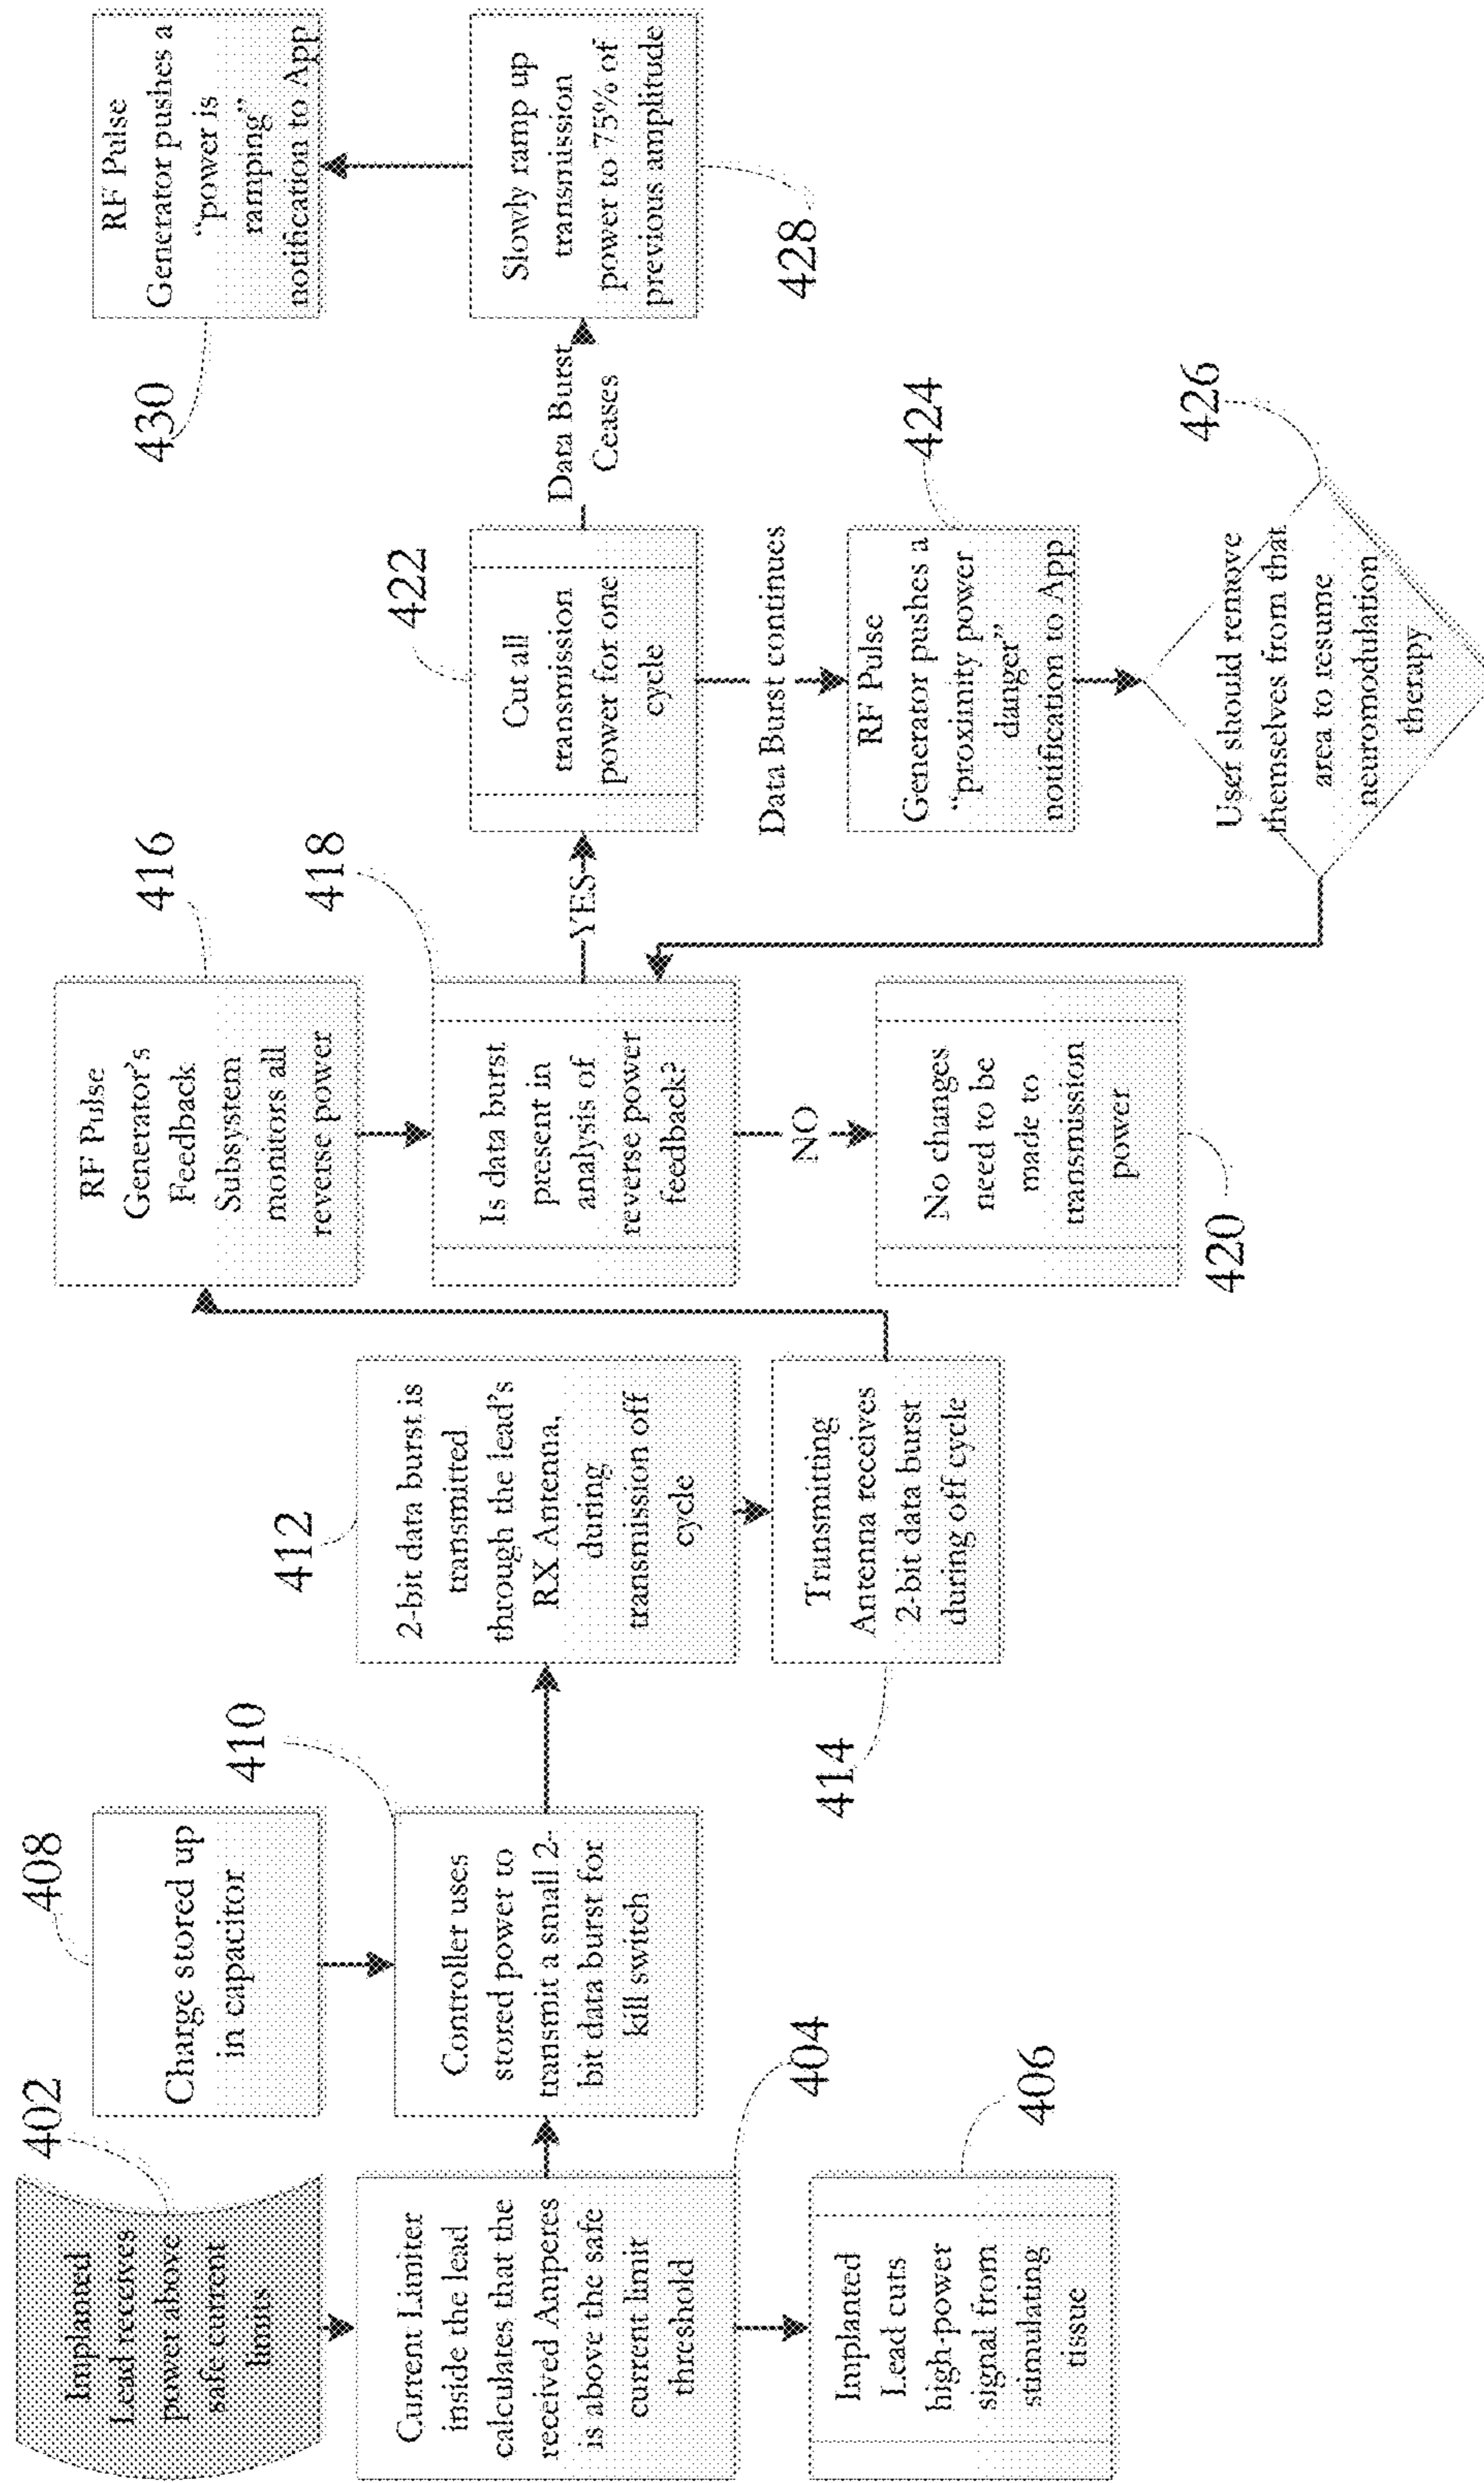 402
Implanted
Lead receives
power above
safe current
limits
Current Limiter
inside the lead
calculates that the
received Amperes
is above the safe
current limit
threshold
404
Implanted
Lead cuts
high-power
signal from
stimulating
tissue
406
408
Charge stored up
in capacitor
410
Controller uses
stored power to
transmit a small 2-
bit data burst for
kill switch
412
2-bit data burst is
transmitted
through the lead's
RX Antenna,
during
transmission off
cycle
Transmitting
Antenna receives
2-bit data burst
during off cycle
414
416
RF Pulse
Generator's
Feedback
Subsystem
monitors all
reverse power
418
Is data burst
present in
analysis of
reverse power
feedback?
NO
No changes
need to be
made to
transmission
power
420
YES
422
Cut all
transmission
power for one
cycle
Data Burst continues
424
RF Pulse
Generator pushes a
“proximity power
danger”
notification to App
426
User should remove
themselves from that
area to resume
neuromodulation
therapy
Data Burst
Ceases
Slowly ramp up
transmission
power to 75% of
previous amplitude
428
430
RF Pulse
Generator pushes a
“power is
ramping”
notification to App